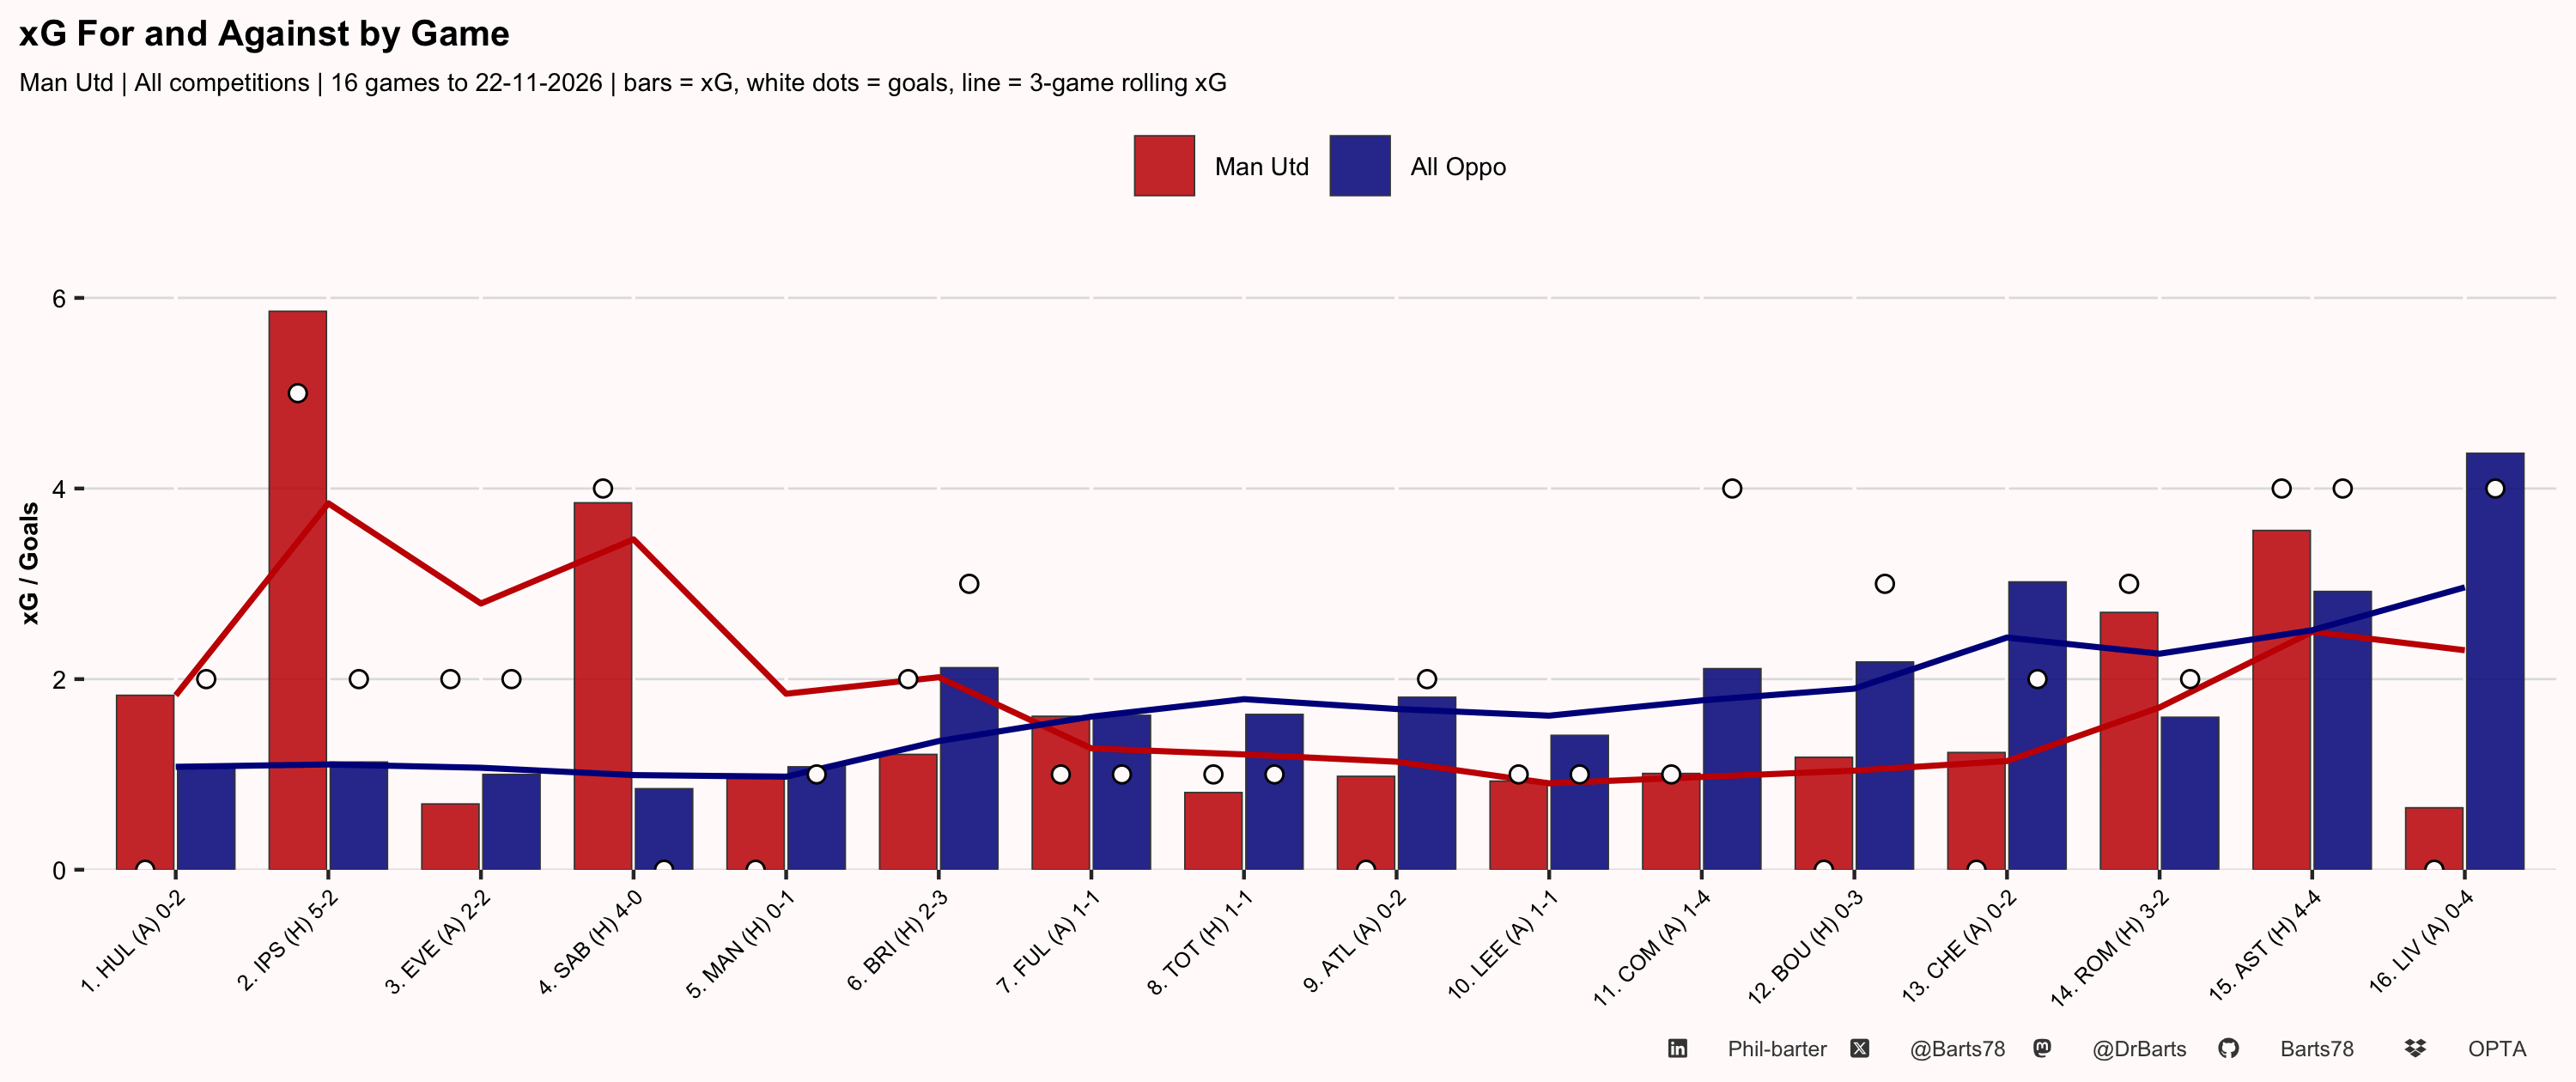 xG For and Against by Game
Man Utd | All competitions | 16 games to 22-11-2026 | bars = xG, white dots = goals, line = 3-game rolling xG
Man Utd
All Oppo
xG / Goals
6
4
2
0
1. HUL (A) 0-2
2. IPS (H) 5-2
3. EVE (A) 2-2
4. SAB (H) 4-0
5. MAN (H) 0-1
6. BRI (H) 2-3
7. FUL (A) 1-1
8. TOT (H) 1-1
9. ATL (A) 0-2
10. LEE (A) 1-1
11. COM (A) 1-4
12. BOU (H) 0-3
13. CHE (A) 0-2
14. ROM (H) 3-2
15. AST (H) 4-4
16. LIV (A) 0-4
Phil-barter @Barts78 @DrBarts Barts78 OPTA